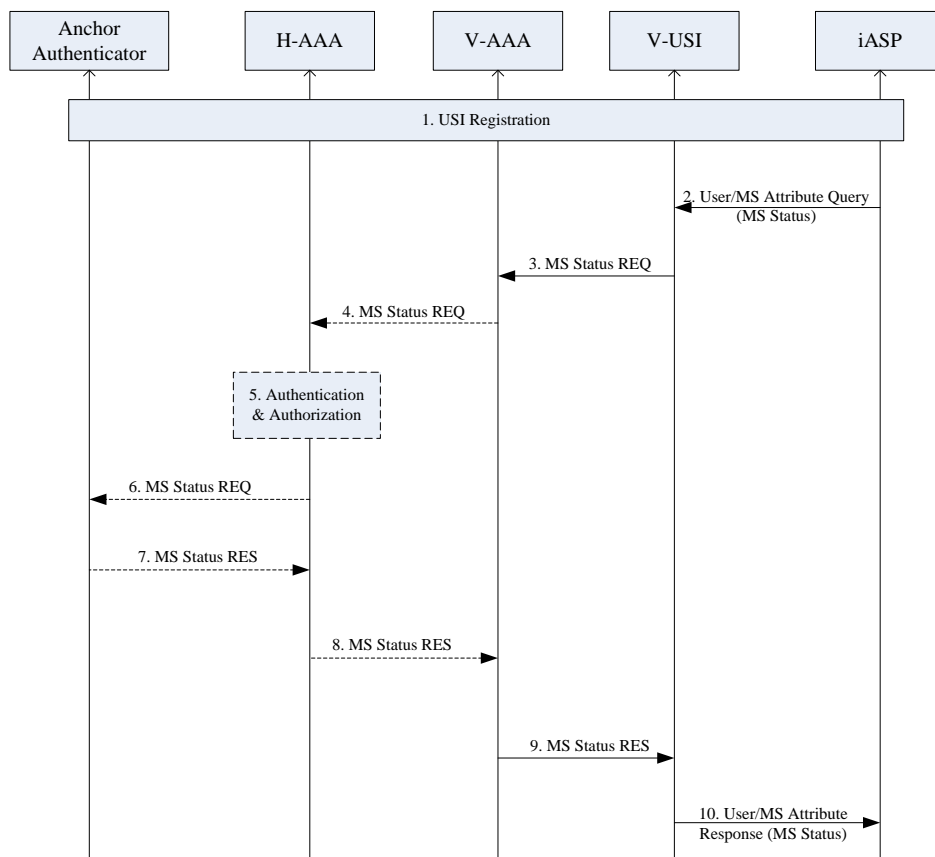 Anchor
Authenticator
H-AAA
V-AAA
V-USI
iASP
1. USI Registration
2. User/MS Attribute Query
(MS Status)
3. MS Status REQ
4. MS Status REQ
5. Authentication
& Authorization
6. MS Status REQ
7. MS Status RES
8. MS Status RES
9. MS Status RES
10. User/MS Attribute
Response (MS Status)